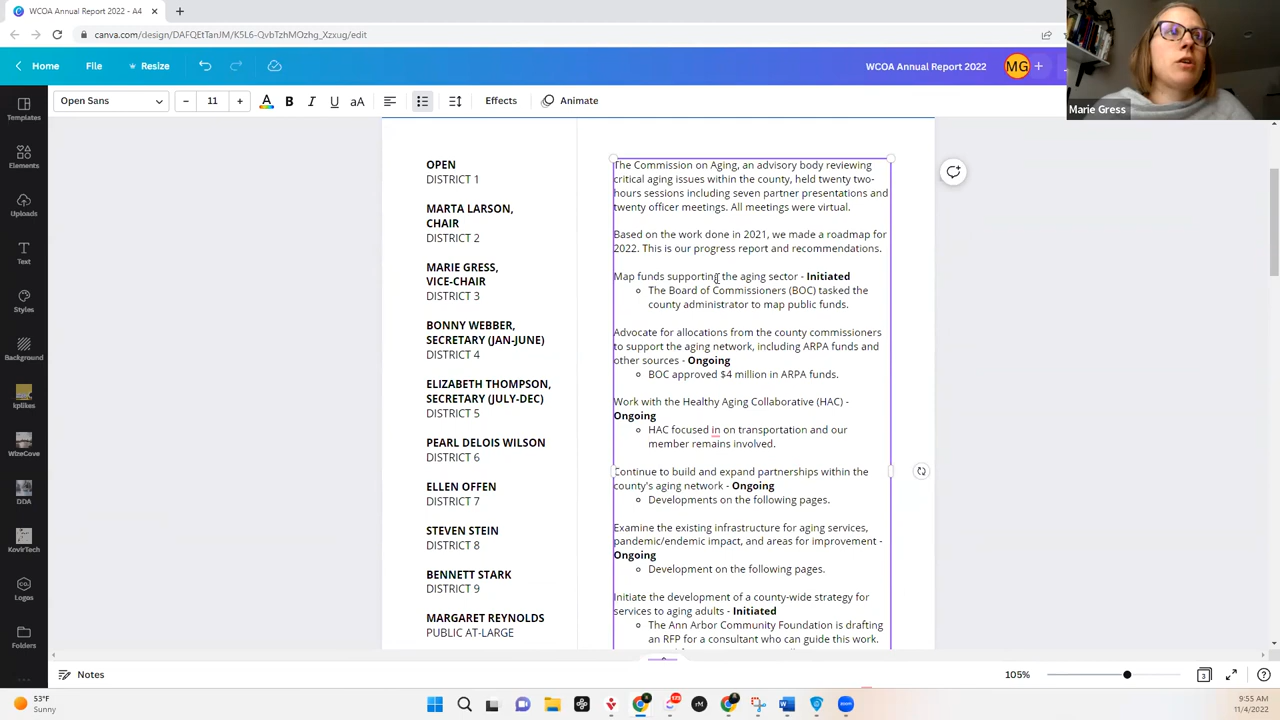 WCOA Annual Report 2022 - A4
canva.com/design/DAFQEtTanJM/K5L6-QvbTzhMOzhg_Xzxug/edit
Home
File
Resize
WCOA Annual Report 2022
MG
Open Sans
11
B
I
U
aA
Effects
Animate
Marie Gress
Templates
Elements
Uploads
Text
Styles
Background
kplikes
WizeCove
DDA
KovirTech
Logos
Folders
OPEN
DISTRICT 1
MARTA LARSON,
CHAIR
DISTRICT 2
MARIE GRESS,
VICE-CHAIR
DISTRICT 3
BONNY WEBBER,
SECRETARY (JAN-JUNE)
DISTRICT 4
ELIZABETH THOMPSON,
SECRETARY (JULY-DEC)
DISTRICT 5
PEARL DELOIS WILSON
DISTRICT 6
ELLEN OFFEN
DISTRICT 7
STEVEN STEIN
DISTRICT 8
BENNETT STARK
DISTRICT 9
MARGARET REYNOLDS
PUBLIC AT-LARGE
The Commission on Aging, an advisory body reviewing
critical aging issues within the county, held twenty two-
hours sessions including seven partner presentations and
twenty officer meetings. All meetings were virtual.
Based on the work done in 2021, we made a roadmap for
2022. This is our progress report and recommendations.
Map funds supporting the aging sector - Initiated
The Board of Commissioners (BOC) tasked the
county administrator to map public funds.
Advocate for allocations from the county commissioners
to support the aging network, including ARPA funds and
other sources - Ongoing
BOC approved $4 million in ARPA funds.
Work with the Healthy Aging Collaborative (HAC) -
Ongoing
HAC focused in on transportation and our
member remains involved.
Continue to build and expand partnerships within the
county's aging network - Ongoing
Developments on the following pages.
Examine the existing infrastructure for aging services,
pandemic/endemic impact, and areas for improvement -
Ongoing
Development on the following pages.
Initiate the development of a county-wide strategy for
services to aging adults - Initiated
The Ann Arbor Community Foundation is drafting
an RFP for a consultant who can guide this work.
Notes
105%
3
53°F
Sunny
9:55 AM
11/4/2022